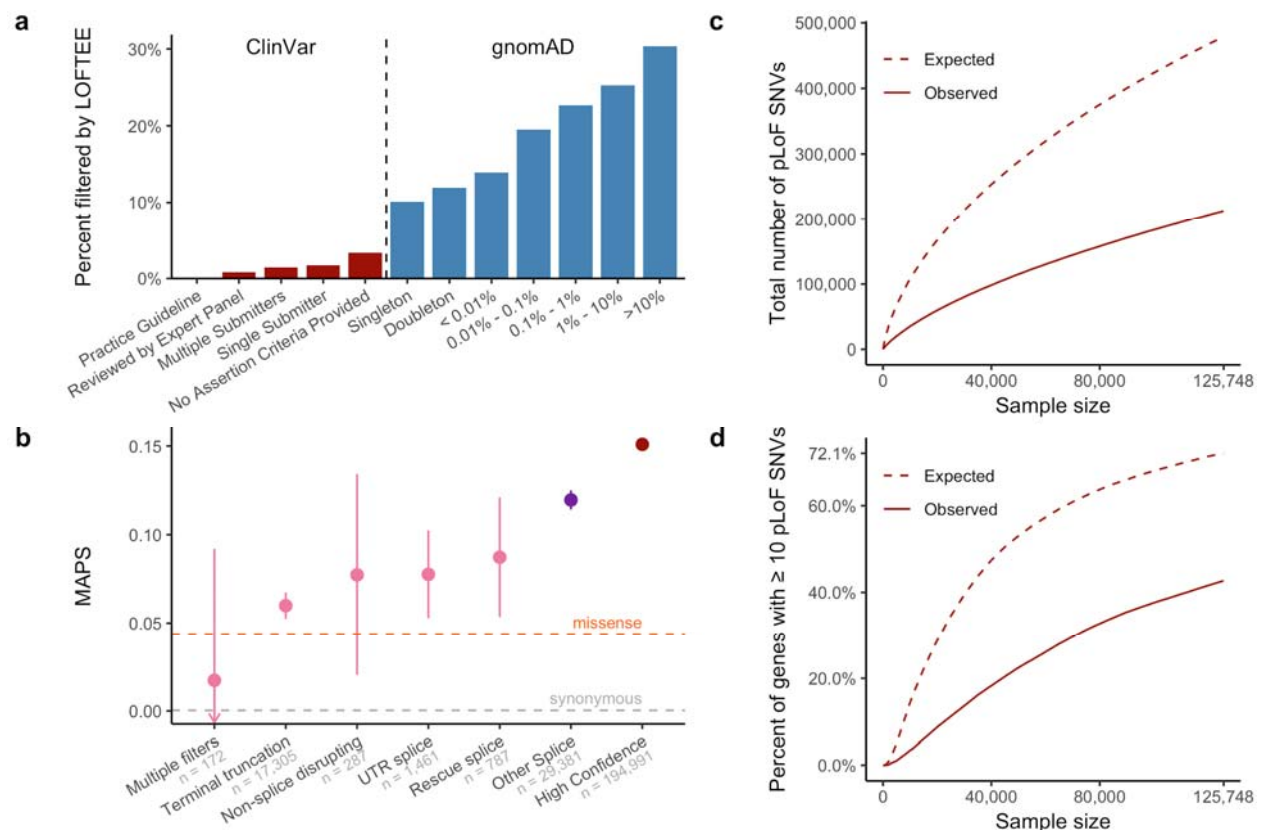 a
Percent filtered by LOFTEE
30%
20%
10%
0%
ClinVar
gnomAD
Practice Guideline
Reviewed by Expert Panel
Multiple Submitters
Single Submitter
No Assertion Criteria Provided
Singleton
Doubleton
< 0.01%
0.01% - 0.1%
0.1% - 1%
1% - 10%
>10%
b
MAPS
0.15
0.10
0.05
0.00
missense
synonymous
Multiple filters
n = 172
Terminal truncation
n = 17,305
Non-splice disrupting
n = 287
UTR splice
n = 1,461
Rescue splice
n = 787
Other Splice
n = 29,381
High Confidence
n = 194,991
c
Total number of pLoF SNVs
500,000
400,000
300,000
200,000
100,000
0
Expected
Observed
0
40,000
80,000
125,748
Sample size
d
Percent of genes with ≥ 10 pLoF SNVs
72.1%
60.0%
40.0%
20.0%
0.0%
Expected
Observed
0
40,000
80,000
125,748
Sample size